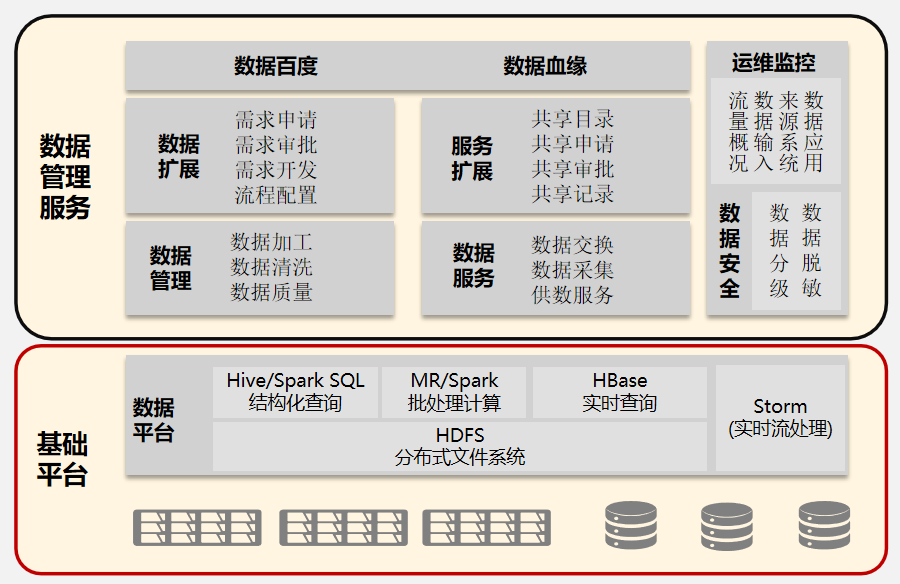 数据
管理
服务
数据百度
数据血缘
数据
扩展
需求申请
需求审批
需求开发
流程配置
服务
扩展
共享目录
共享申请
共享审批
共享记录
数据
管理
数据加工
数据清洗
数据质量
数据
服务
数据交换
数据采集
供数服务
运维监控
流量概况
数据输入
来源系统
数据应用
数据安全
数据分级
数据脱敏
基础
平台
数据
平台
Hive/Spark SQL
结构化查询
MR/Spark
批处理计算
HBase
实时查询
HDFS
分布式文件系统
Storm
(实时流处理)